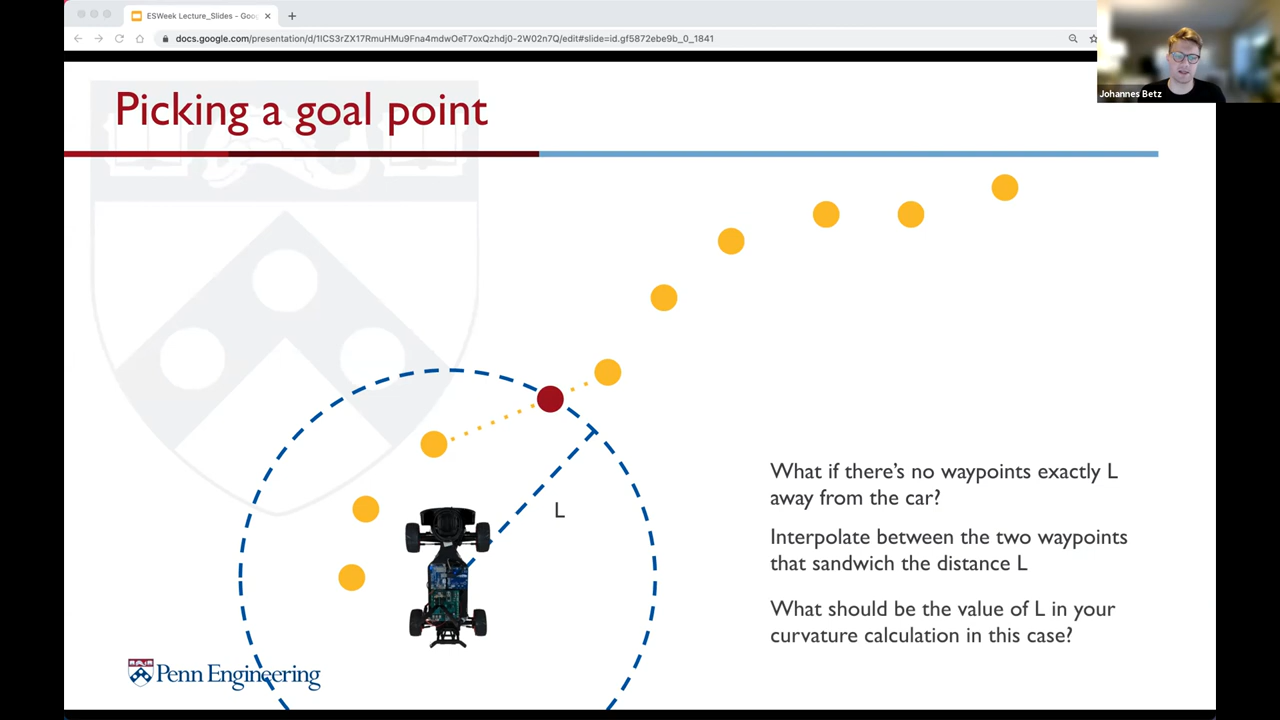 ESWeek Lecture_Slides - Goo
docs.google.com/presentation/d/1ICS3rZX17RmuHMu9Fna4mdwOeT7oxQzhdj0-2W02n7Q/edit#slide=id.gf5872ebe9b_0_1841
Johannes Betz
Picking a goal point
L
What if there's no waypoints exactly L
away from the car?
Interpolate between the two waypoints
that sandwich the distance L
What should be the value of L in your
curvature calculation in this case?
Penn Engineering